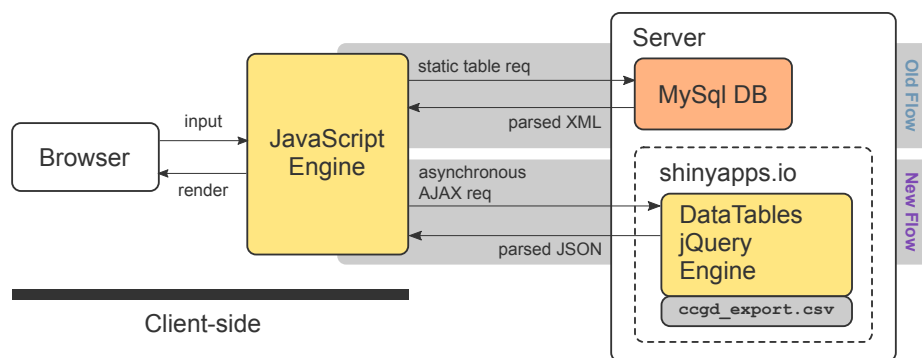 Server
static table req
MySql DB
parsed XML
Old Flow
input
JavaScript
Engine
Browser
render
asynchronous
AJAX req
shinyapps.io
DataTables
jQuery
Engine
parsed JSON
New Flow
ccgd_export.csv
Client-side